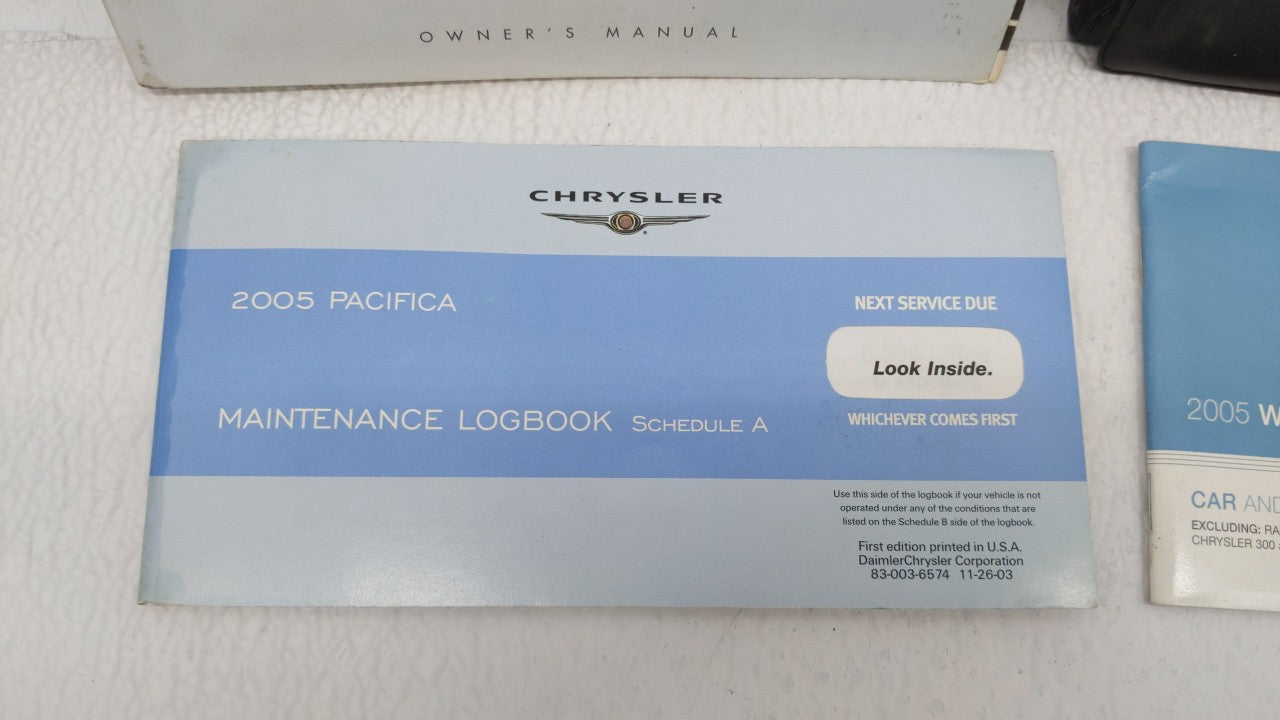 OWNER'S MANUAL
CHRYSLER
2005 PACIFICA
NEXT SERVICE DUE
Look Inside.
MAINTENANCE LOGBOOK SCHEDULE A
WHICHEVER COMES FIRST
Use this side of the logbook if your vehicle is not
operated under any of the conditions that are
listed on the Schedule B side of the logbook.
First edition printed in U.S.A.
DaimlerChrysler Corporation
83-003-6574 11-26-03
2005 W
CAR AND
EXCLUDING: RA
CHRYSLER 300